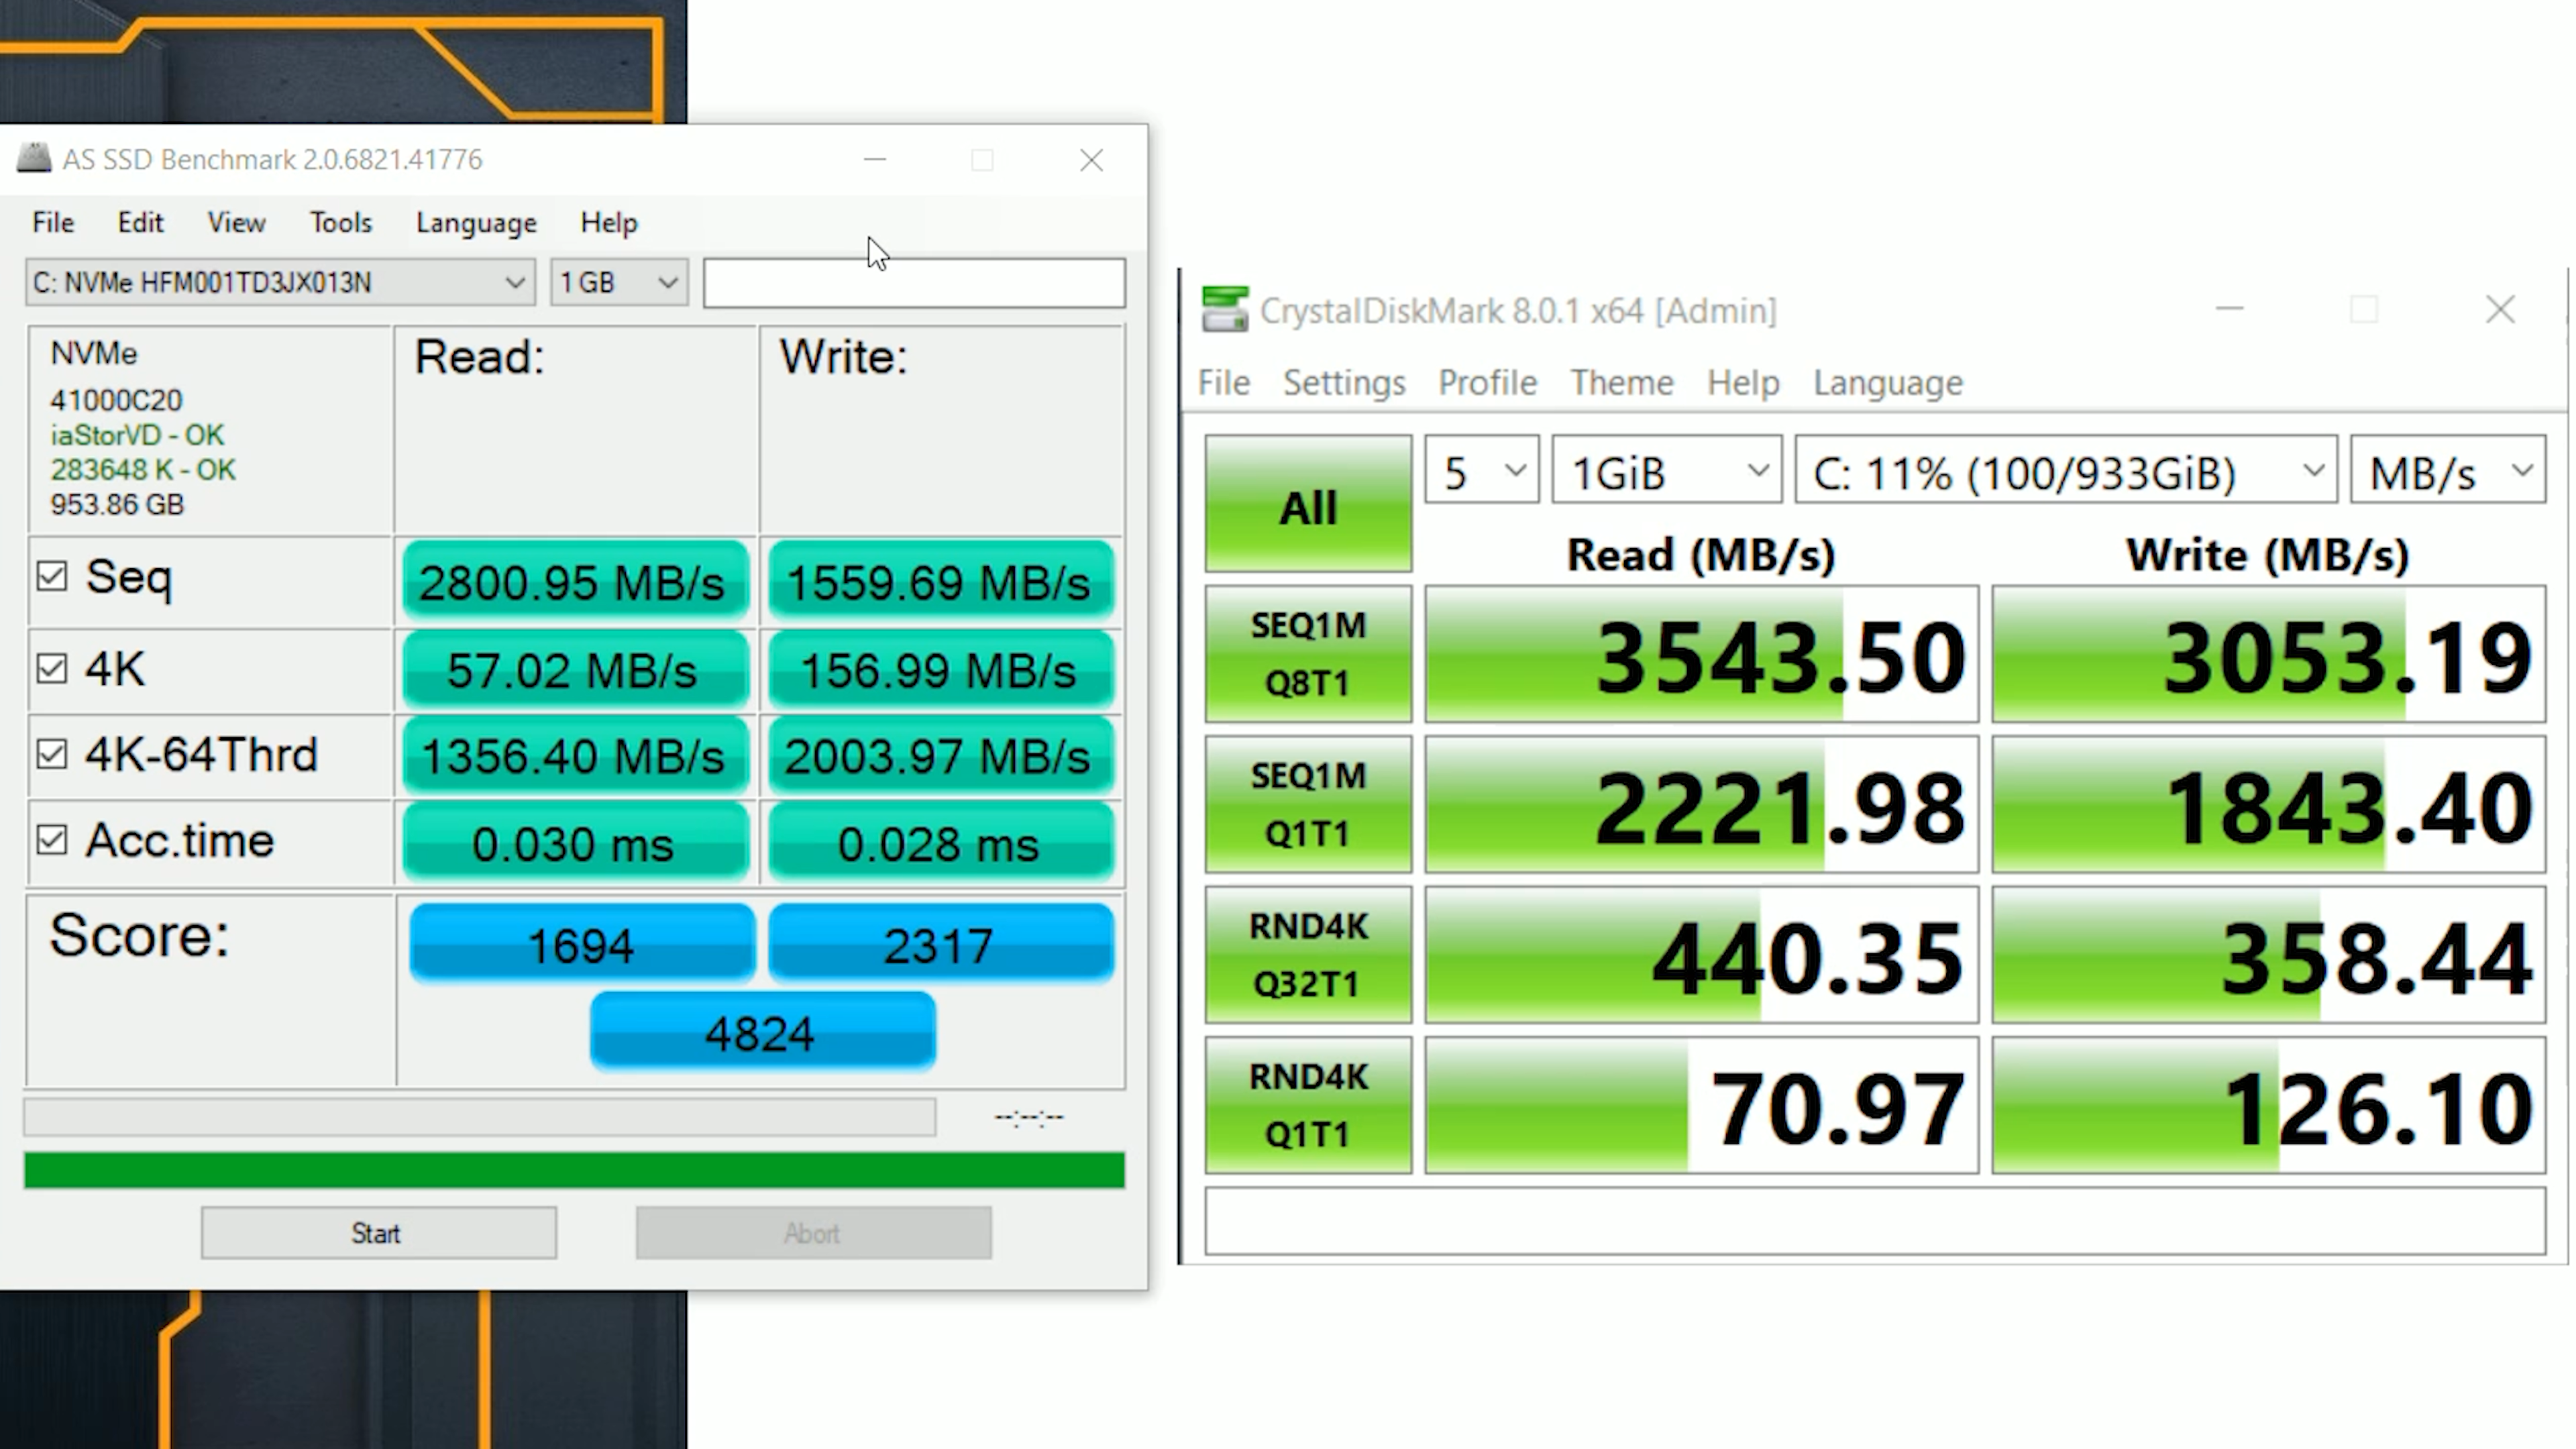 AS SSD Benchmark 2.0.6821.41776
File Edit View Tools Language Help
C: NVMe HFM001TD3JX013N 1 GB
NVMe
41000C20
iaStorVD - OK
283648 K - OK
953.86 GB
Read: Write:
Seq 2800.95 MB/s 1559.69 MB/s
4K 57.02 MB/s 156.99 MB/s
4K-64Thrd 1356.40 MB/s 2003.97 MB/s
Acc.time 0.030 ms 0.028 ms
Score: 1694 2317
4824
--:--:--
Start Abort
CrystalDiskMark 8.0.1 x64 [Admin]
File Settings Profile Theme Help Language
All 5 1GiB C: 11% (100/933GiB) MB/s
Read (MB/s) Write (MB/s)
SEQ1M
Q8T1 3543.50 3053.19
SEQ1M
Q1T1 2221.98 1843.40
RND4K
Q32T1 440.35 358.44
RND4K
Q1T1 70.97 126.10